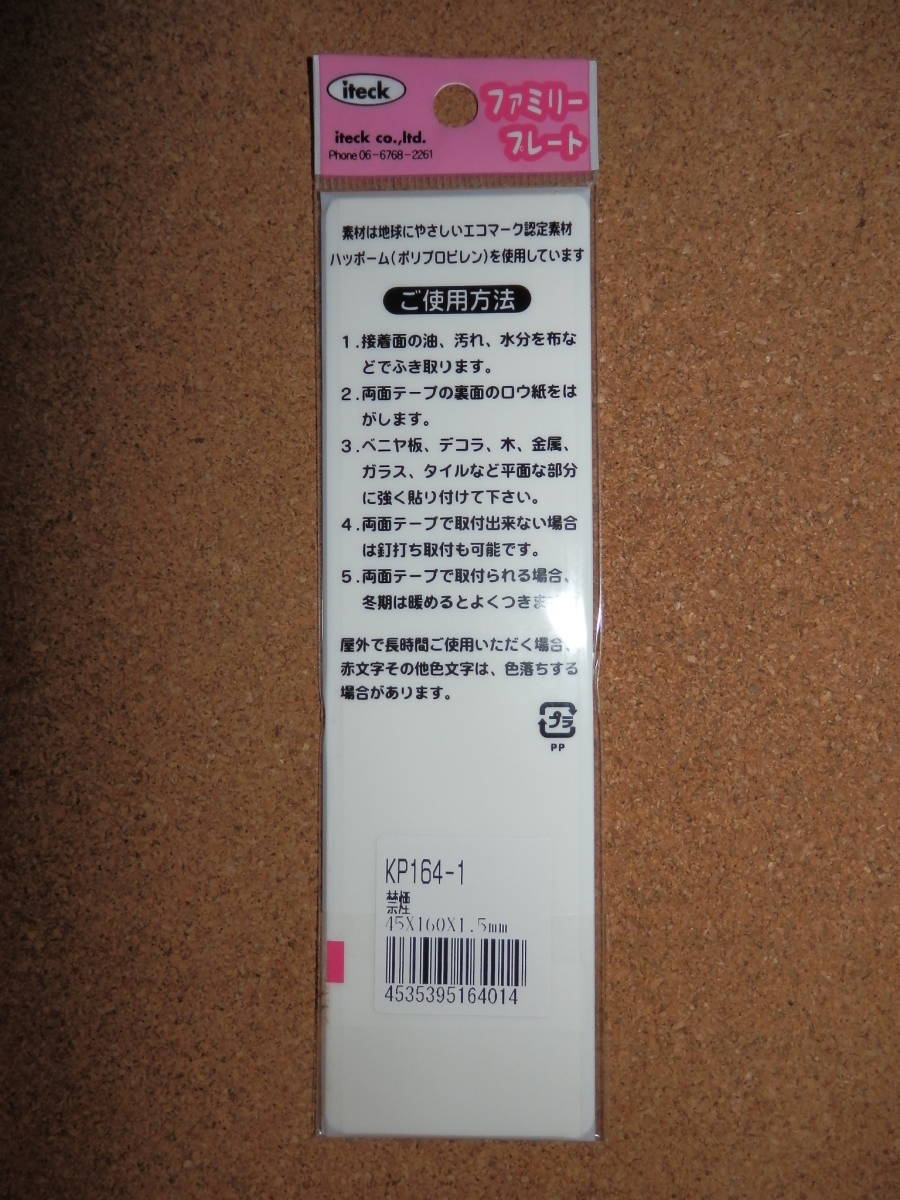 iteck
iteck co.,ltd.
Phone 06-6768-2261
ファミリー
プレート
素材は地球にやさしいエコマーク認定素材
ハッポーム(ポリプロピレン)を使用しています
ご使用方法
1.接着面の油、汚れ、水分を布な
どでふき取ります。
2.両面テープの裏面のロウ紙をは
がします。
3.ベニヤ板、デコラ、木、金属、
ガラス、タイルなど平面な部分
に強く貼り付けて下さい。
4.両面テープで取付出来ない場合
は釘打ち取付も可能です。
5.両面テープで取付られる場合、
冬期は暖めるとよくつきま
屋外で長時間ご使用いただく場合、
赤文字その他色文字は、色落ちする
場合があります。
プラ
PP
KP164-1
禁煙
45X160X1.5mm
4535395164014